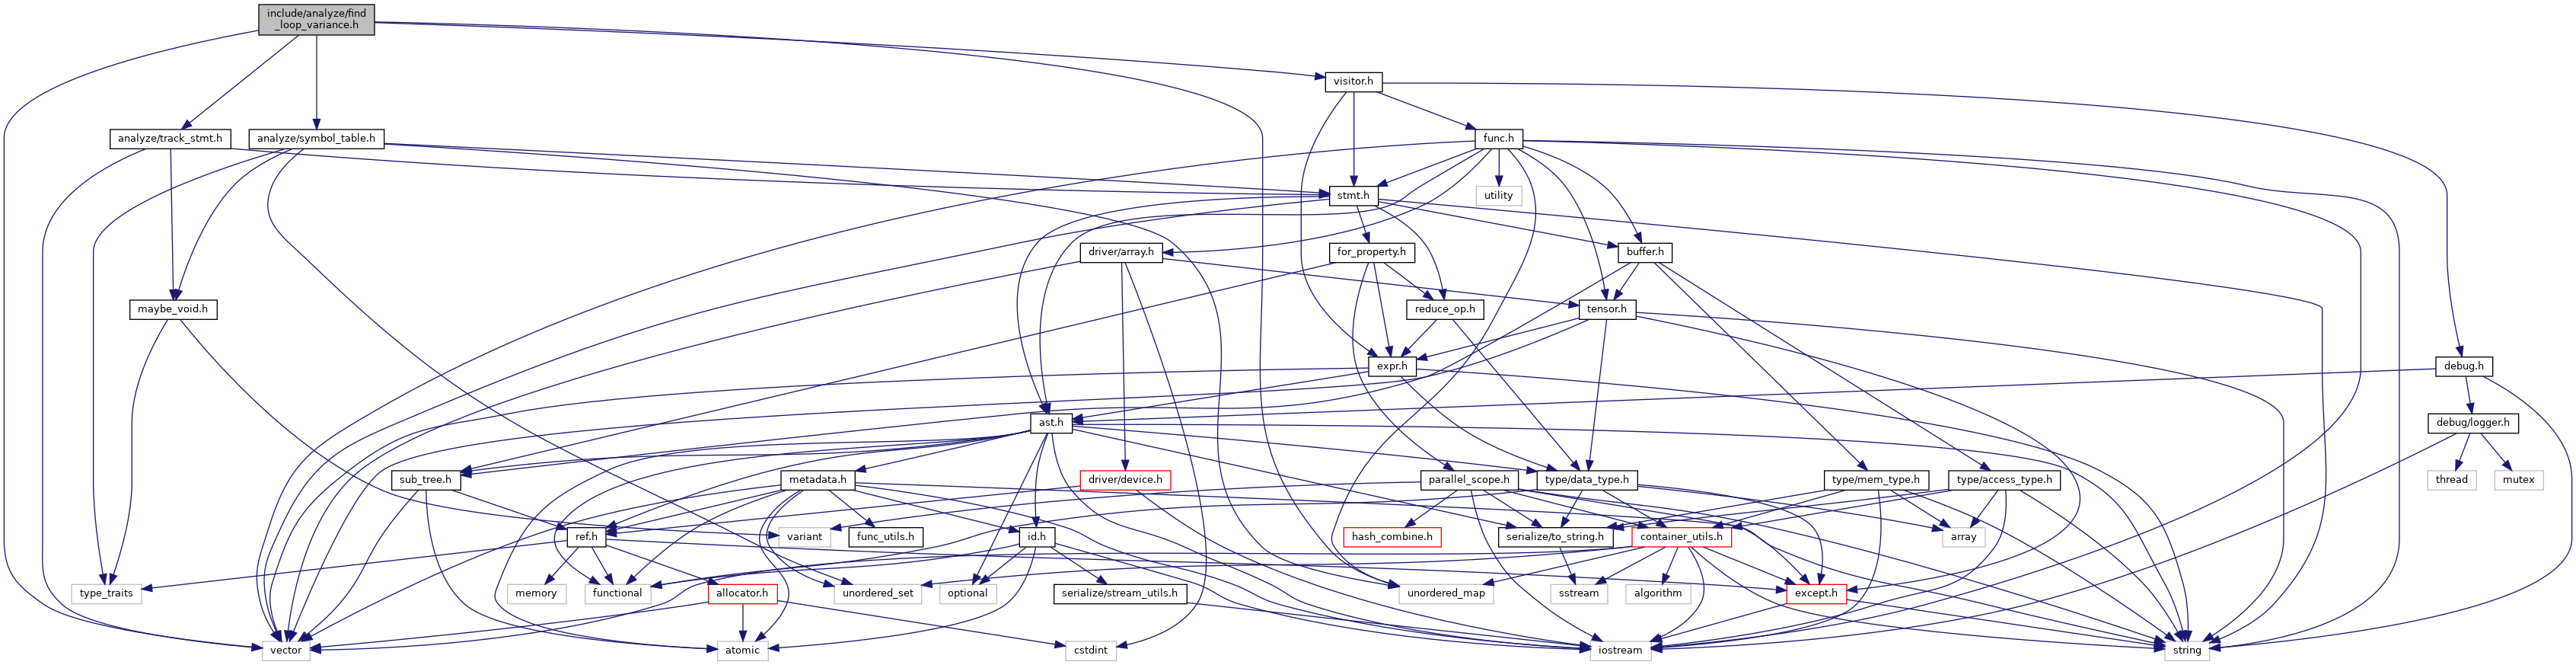 include/analyze/find
_loop_variance.h
visitor.h
analyze/track_stmt.h
analyze/symbol_table.h
func.h
stmt.h
utility
driver/array.h
for_property.h
buffer.h
maybe_void.h
reduce_op.h
tensor.h
expr.h
debug.h
ast.h
debug/logger.h
sub_tree.h
metadata.h
driver/device.h
parallel_scope.h
type/data_type.h
type/mem_type.h
type/access_type.h
thread
mutex
ref.h
variant
func_utils.h
id.h
hash_combine.h
serialize/to_string.h
container_utils.h
array
type_traits
memory
functional
allocator.h
unordered_set
optional
serialize/stream_utils.h
unordered_map
sstream
algorithm
except.h
vector
atomic
cstdint
iostream
string